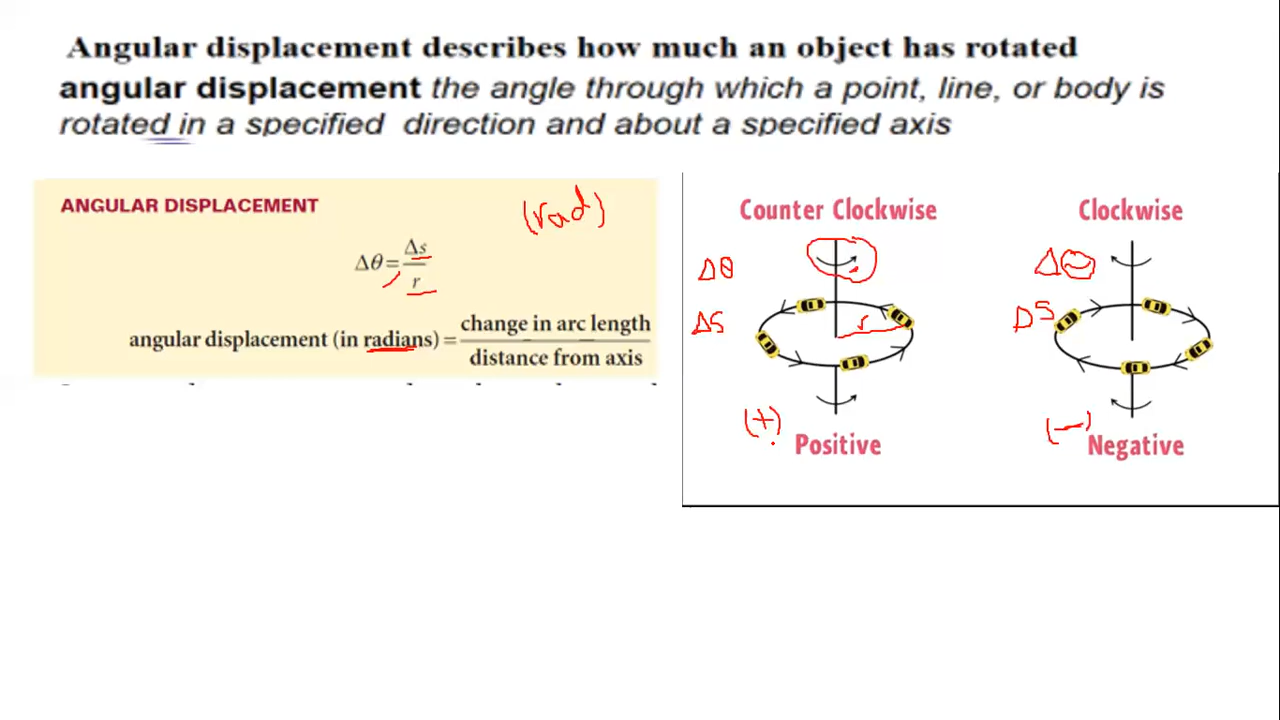 Angular displacement describes how much an object has rotated
angular displacement the angle through which a point, line, or body is
rotated in a specified direction and about a specified axis
ANGULAR DISPLACEMENT
(rad)
Δθ = Δs / r
angular displacement (in radians) = change in arc length / distance from axis
Counter Clockwise
Δθ
ΔS
r
(+)
Positive
Clockwise
Δθ
ΔS
(−)
Negative